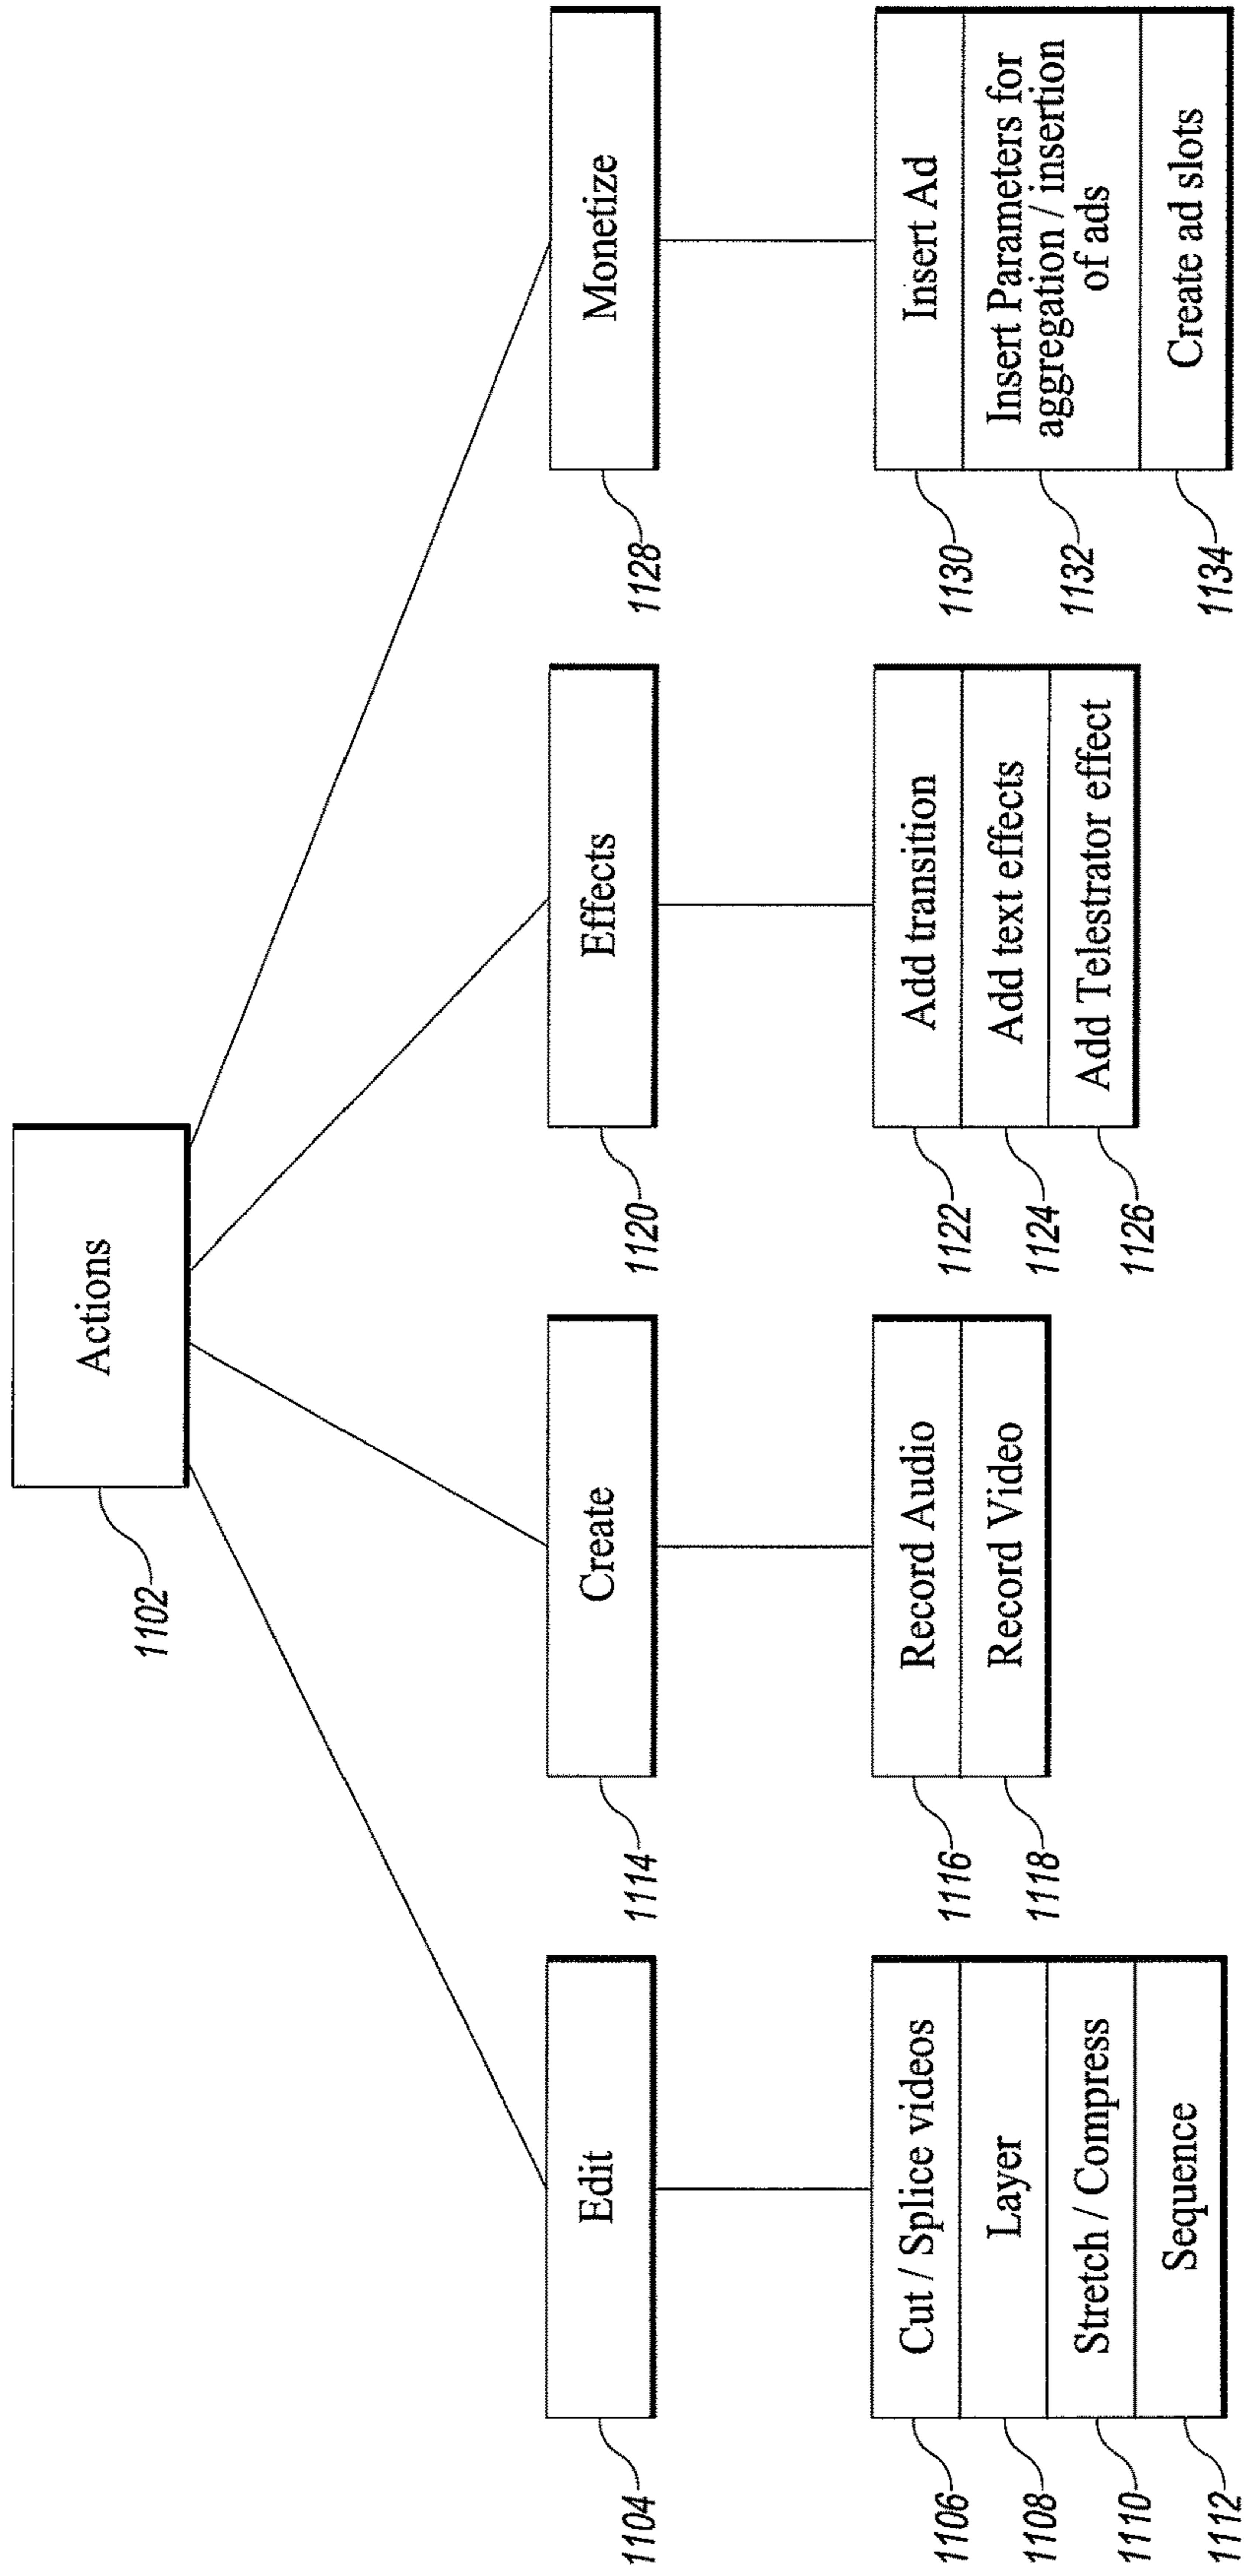 Actions
1102
Edit
1104
Cut / Splice videos
1106
Layer
1108
Stretch / Compress
1110
Sequence
1112
Create
1114
Record Audio
1116
Record Video
1118
Effects
1120
Add transition
1122
Add text effects
1124
Add Telestrator effect
1126
Monetize
1128
Insert Ad
1130
Insert Parameters for
aggregation / insertion
of ads
1132
Create ad slots
1134